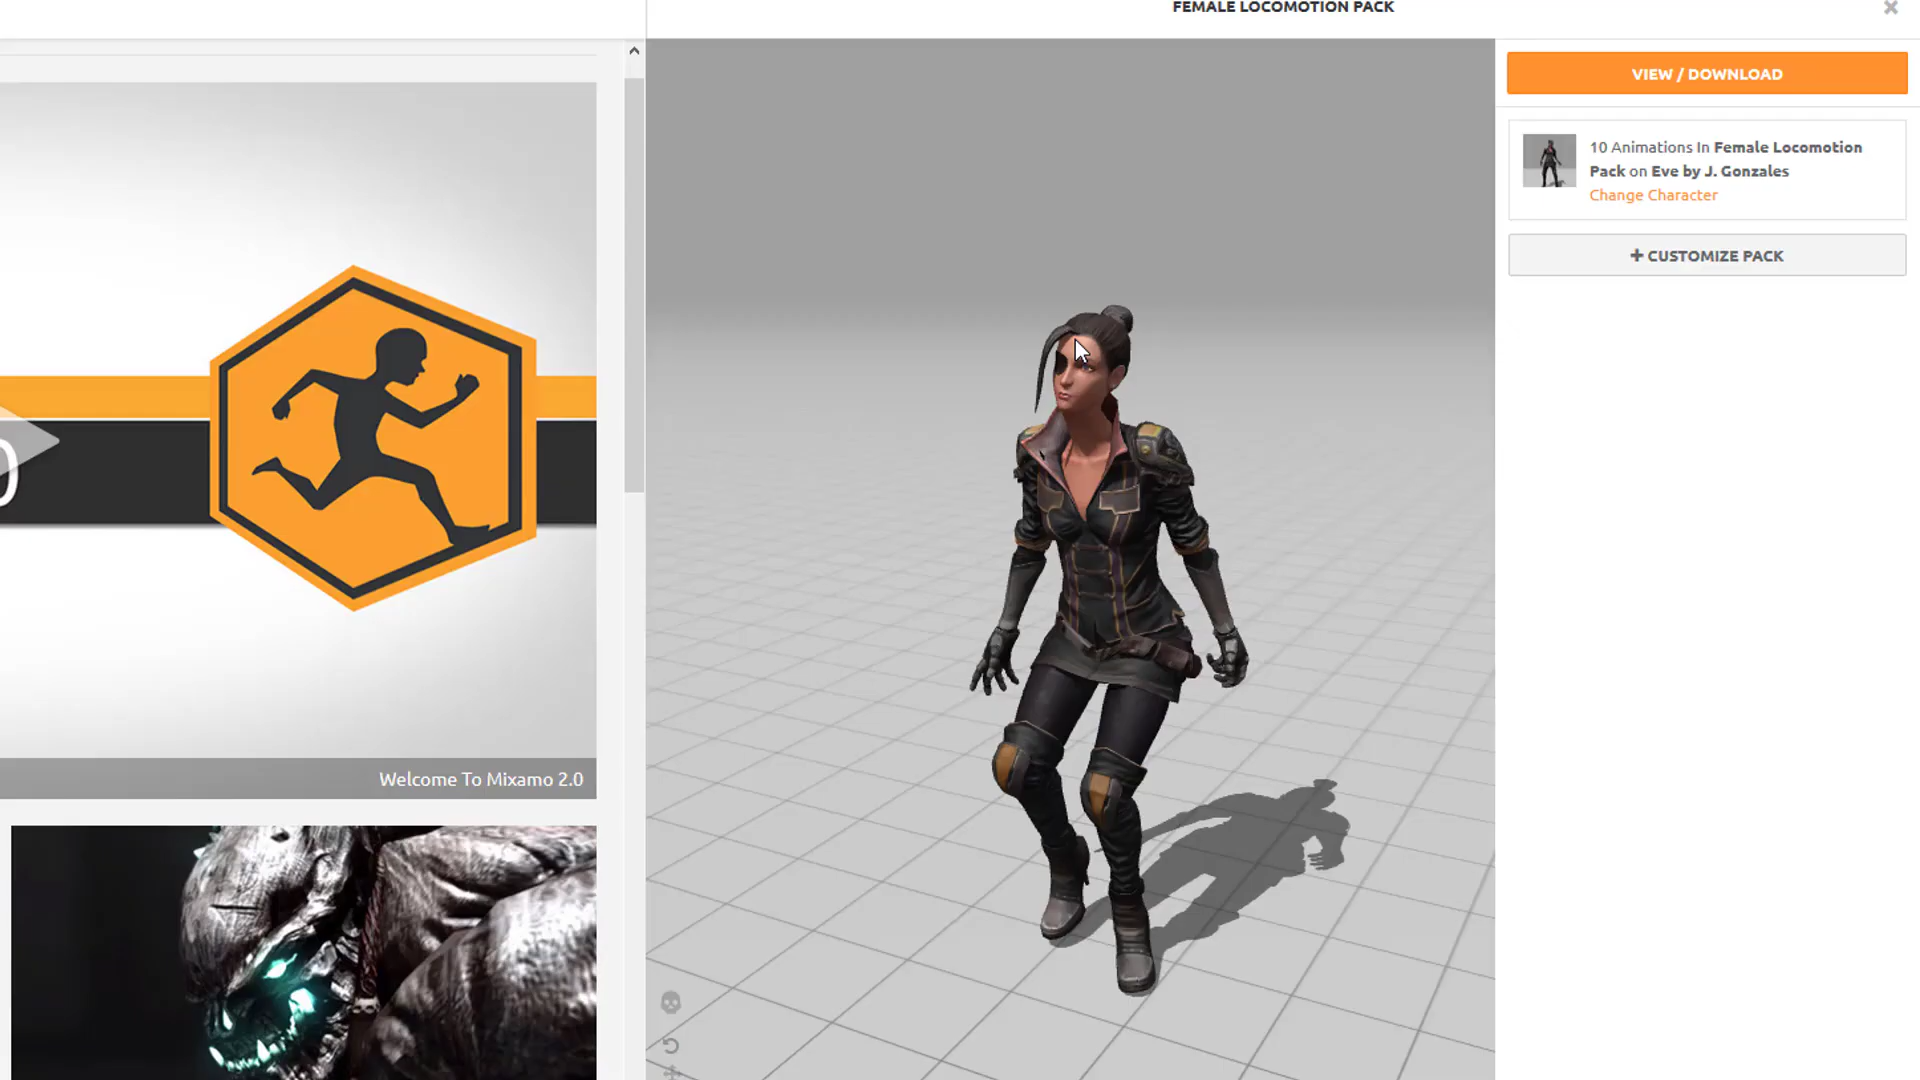 FEMALE LOCOMOTION PACK
VIEW / DOWNLOAD
10 Animations In Female Locomotion
Pack on Eve by J. Gonzales
Change Character
+ CUSTOMIZE PACK
0
Welcome To Mixamo 2.0